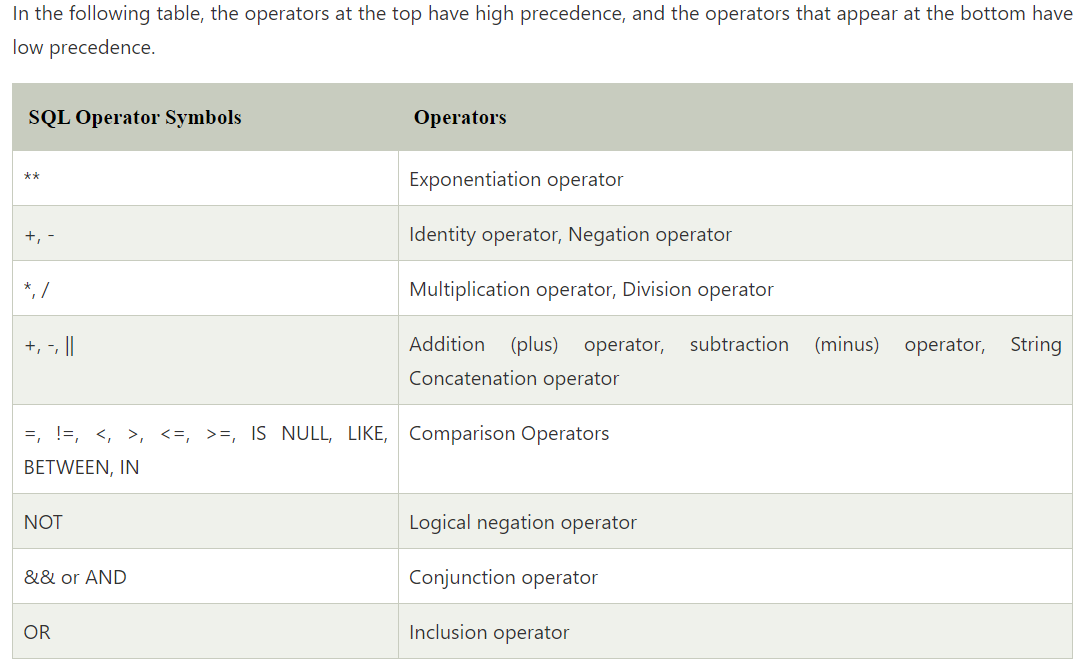 In the following table, the operators at the top have high precedence, and the operators that appear at the bottom have
low precedence.
SQL Operator Symbols Operators
** Exponentiation operator
+, - Identity operator, Negation operator
*, / Multiplication operator, Division operator
+, -, || Addition (plus) operator, subtraction (minus) operator, String
Concatenation operator
=, !=, <, >, <=, >=, IS NULL, LIKE, Comparison Operators
BETWEEN, IN
NOT Logical negation operator
&& or AND Conjunction operator
OR Inclusion operator